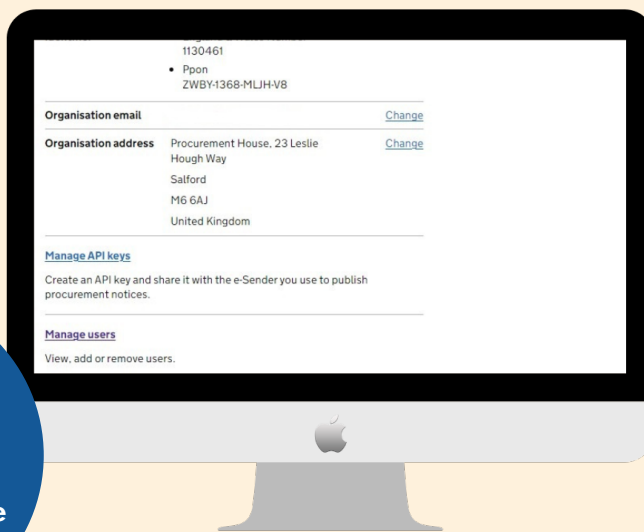 1130461
• Ppon
ZWBY-1368-MLJH-V8
Organisation email Change
Organisation address Procurement House, 23 Leslie Change
Hough Way
Salford
M6 6AJ
United Kingdom
Manage API keys
Create an API key and share it with the e-Sender you use to publish
procurement notices.
Manage users
View, add or remove users.
e